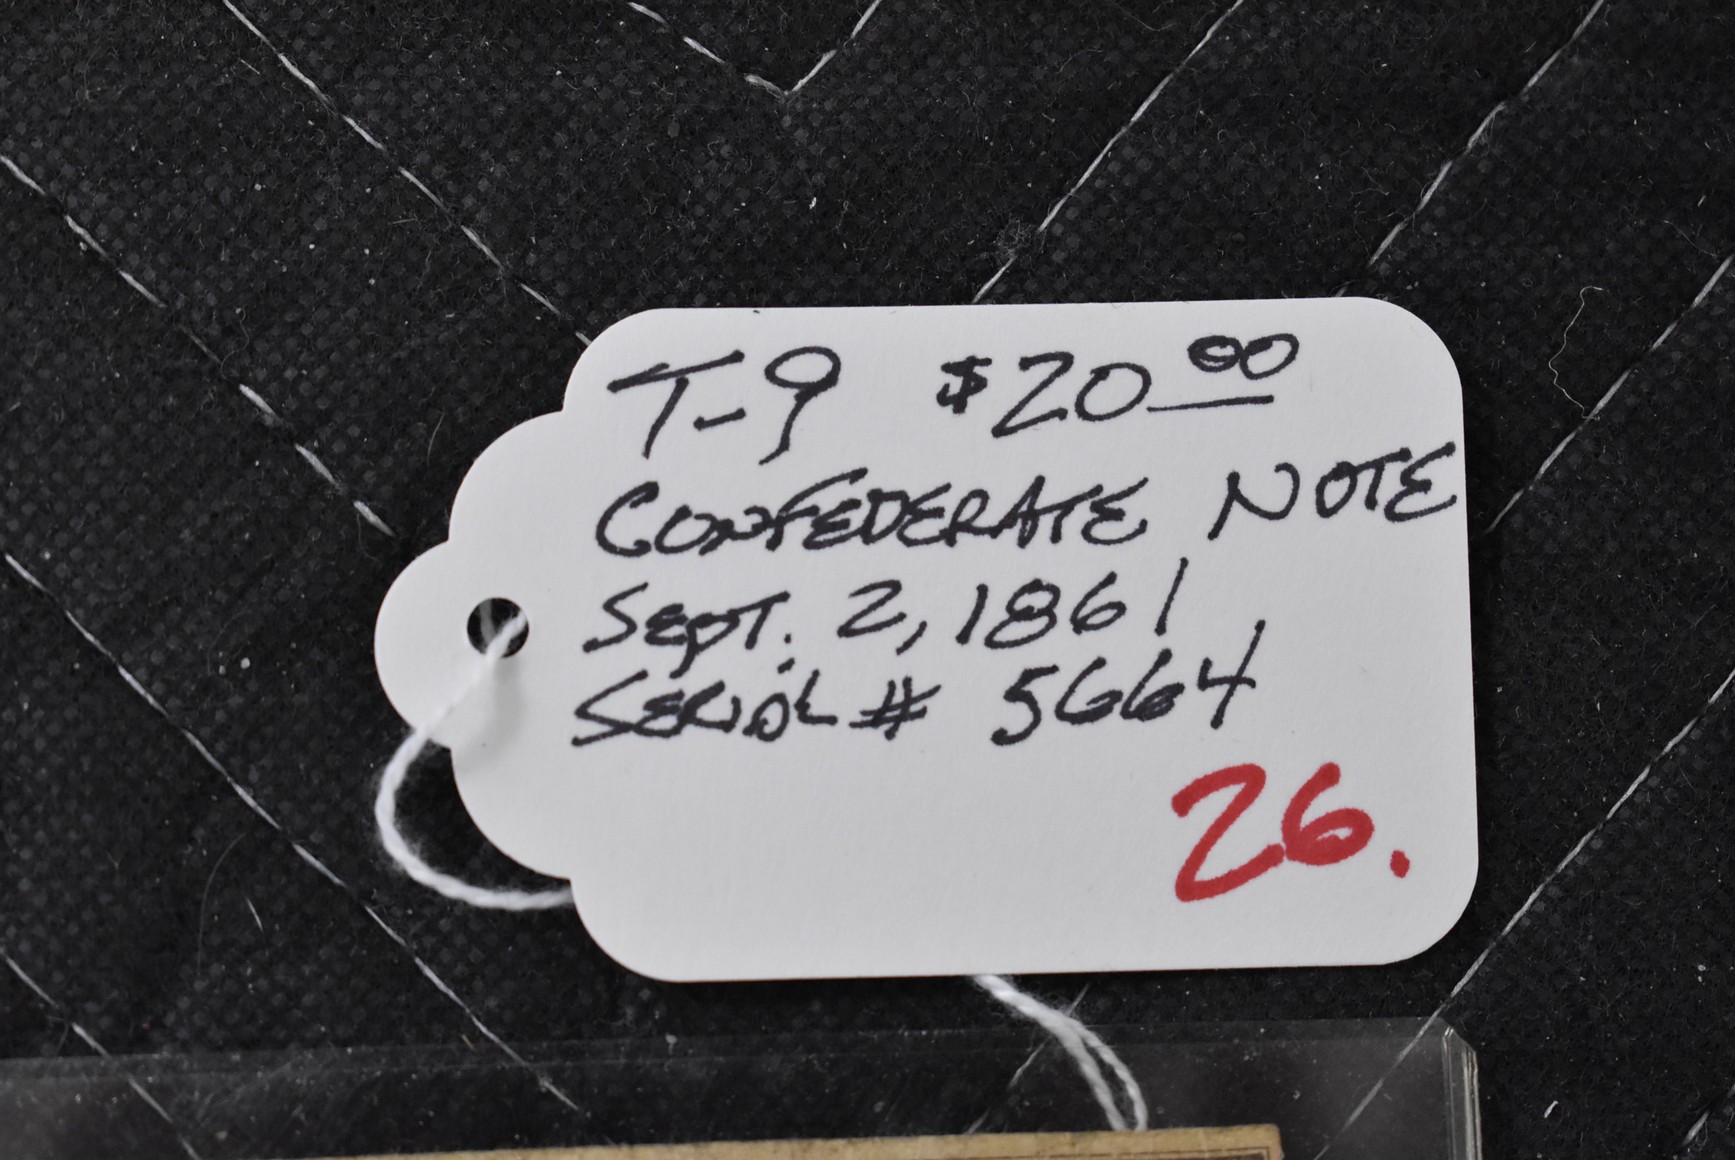 T-9 $20.00
CONFEDERATE NOTE
SEPT. 2, 1861
SERIAL # 5664
26.